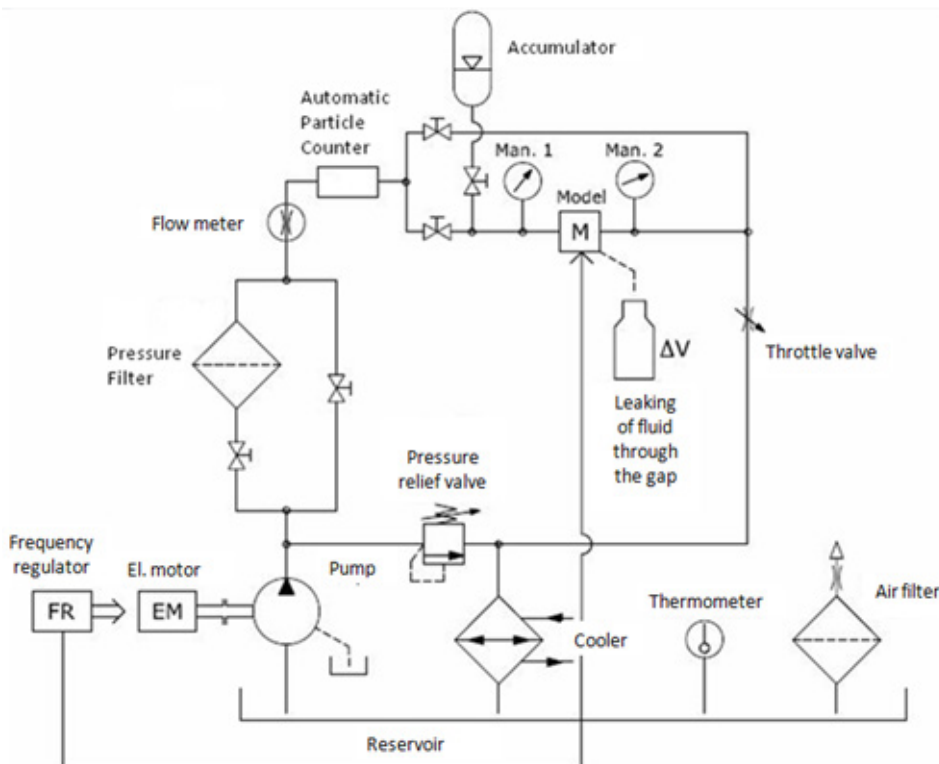 Accumulator
Automatic
Particle
Counter
Man. 1
Man. 2
Model
M
Flow meter
Pressure
Filter
ΔV
Throttle valve
Leaking
of fluid
through
the gap
Pressure
relief valve
Frequency
regulator
El. motor
Pump
FR
EM
Cooler
Thermometer
Air filter
Reservoir